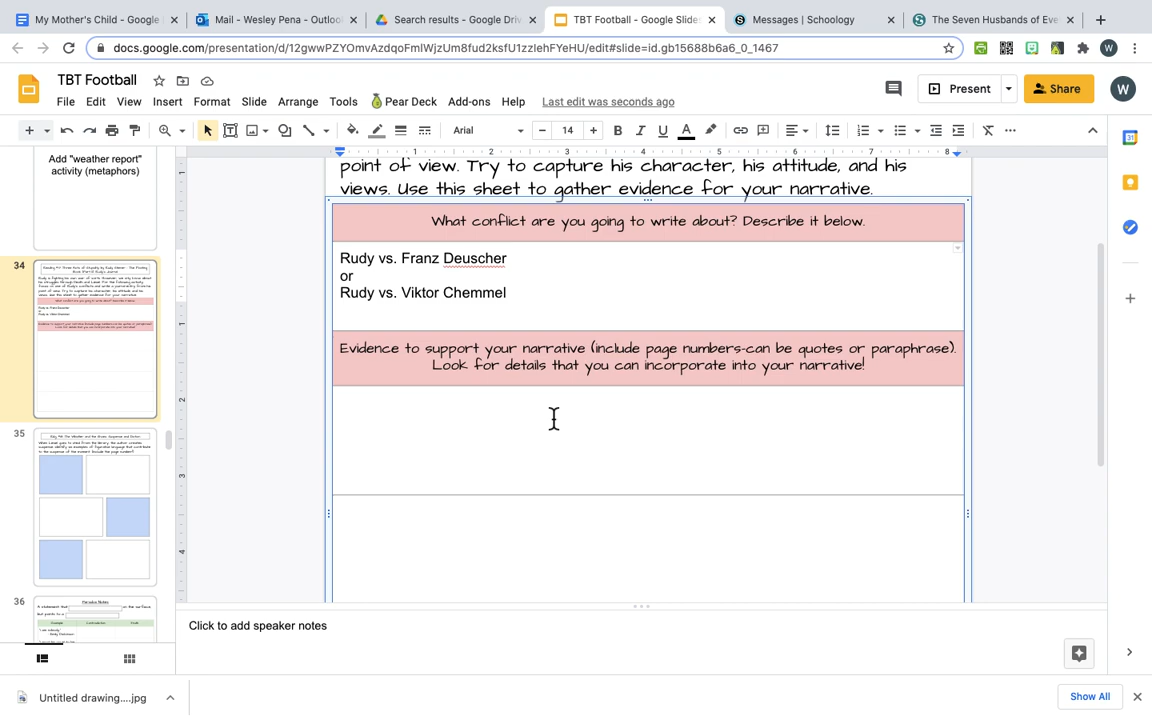 My Mother's Child - Google
Mail - Wesley Pena - Outloo
Search results - Google Driv
TBT Football - Google Slides
Messages | Schoology
The Seven Husbands of Eve
docs.google.com/presentation/d/12gwwPZYOmvAzdqoFmlWjzUm8fud2ksfU1zzlehFYeHU/edit#slide=id.gb15688b6a6_0_1467
W
TBT Football
File Edit View Insert Format Slide Arrange Tools Pear Deck Add-ons Help Last edit was seconds ago
Present
Share
W
Arial
14
Add "weather report"
activity (metaphors)
34
35
36
point of view. Try to capture his character, his attitude, and his
views. Use this sheet to gather evidence for your narrative.
What conflict are you going to write about? Describe it below.
Rudy vs. Franz Deuscher
or
Rudy vs. Viktor Chemmel
Evidence to support your narrative (include page numbers-can be quotes or paraphrase).
Look for details that you can incorporate into your narrative!
Click to add speaker notes
Untitled drawing....jpg
Show All